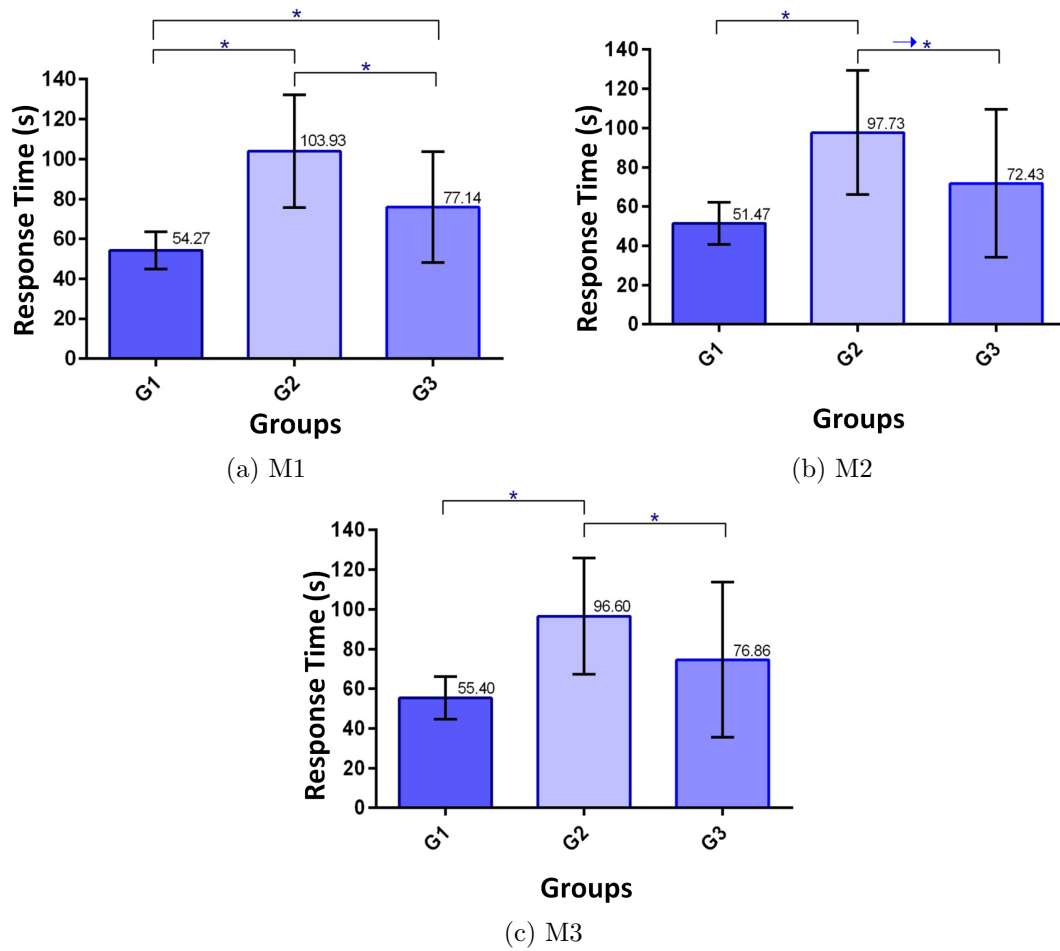 *
*
*
140
120
100
80
60
40
20
0
Response Time (s)
54.27
103.93
77.14
G1
G2
G3
Groups
(a) M1
*
*
140
120
100
80
60
40
20
0
Response Time (s)
51.47
97.73
72.43
G1
G2
G3
Groups
(b) M2
*
*
140
120
100
80
60
40
20
0
Response Time (s)
55.40
96.60
76.86
G1
G2
G3
Groups
(c) M3